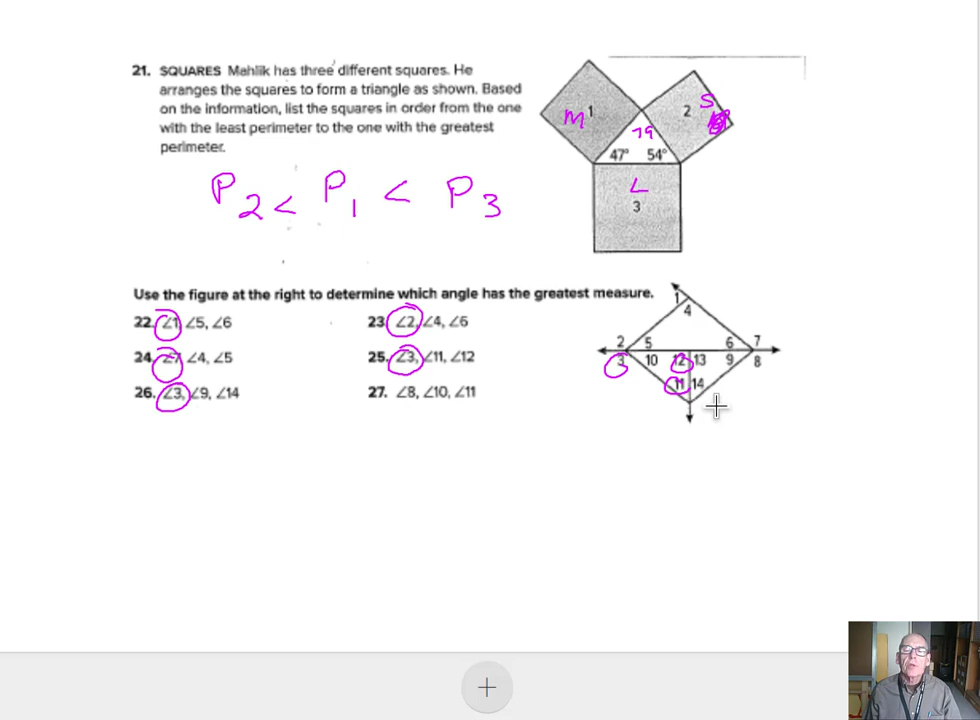 21. SQUARES Mahlik has three different squares. He
arranges the squares to form a triangle as shown. Based
on the information, list the squares in order from the one
with the least perimeter to the one with the greatest
perimeter.
P2 < P1 < P3
M 1
2 S
79
47° 54°
L
3
Use the figure at the right to determine which angle has the greatest measure.
22. ∠1, ∠5, ∠6
23. ∠2, ∠4, ∠6
24. ∠7, ∠4, ∠5
25. ∠3, ∠11, ∠12
26. ∠3, ∠9, ∠14
27. ∠8, ∠10, ∠11
1
4
2 5 6 7
3 10 12 13 9 8
11 14